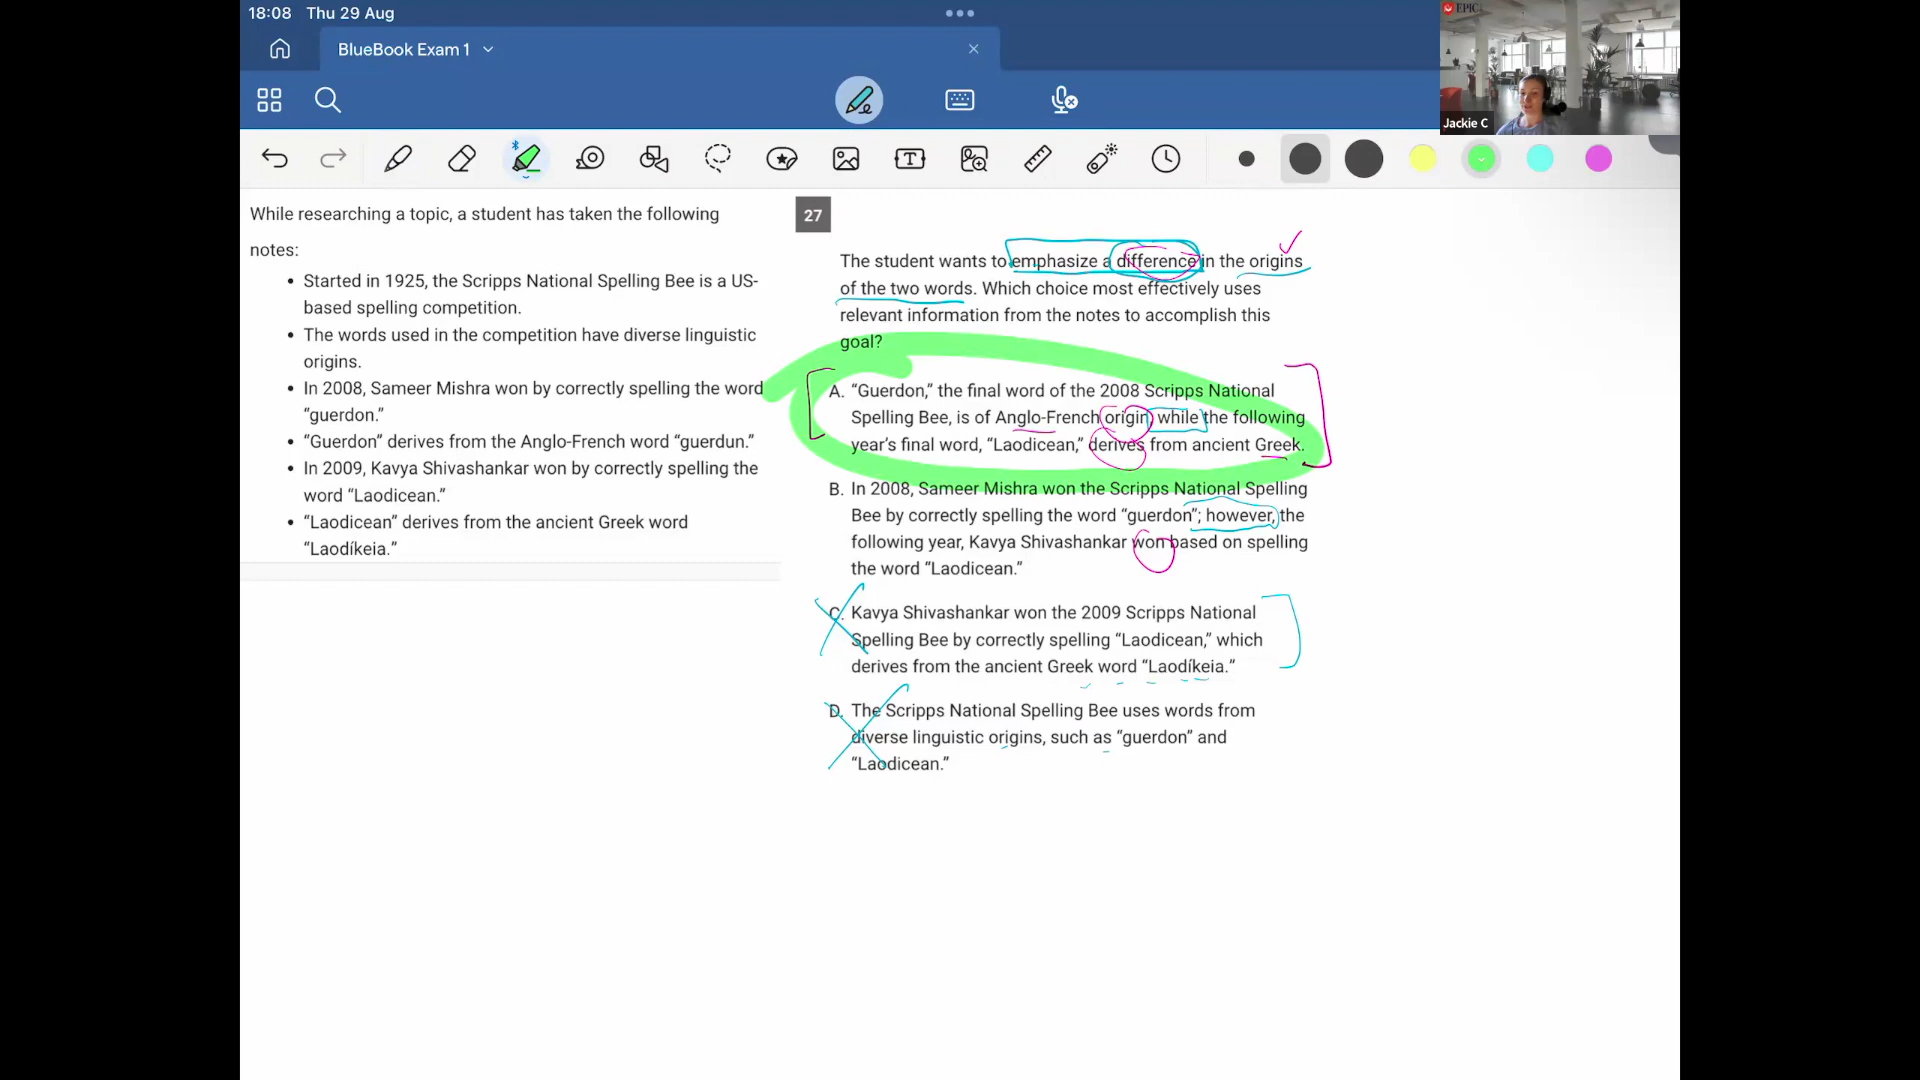 18:08 Thu 29 Aug
BlueBook Exam 1
EPIC
Jackie C
While researching a topic, a student has taken the following
notes:
• Started in 1925, the Scripps National Spelling Bee is a US-
based spelling competition.
• The words used in the competition have diverse linguistic
origins.
• In 2008, Sameer Mishra won by correctly spelling the word
“guerdon.”
• “Guerdon” derives from the Anglo-French word “guerdun.”
• In 2009, Kavya Shivashankar won by correctly spelling the
word “Laodicean.”
• “Laodicean” derives from the ancient Greek word
“Laodíkeia.”
27
The student wants to emphasize a difference in the origins
of the two words. Which choice most effectively uses
relevant information from the notes to accomplish this
goal?
A. “Guerdon,” the final word of the 2008 Scripps National
Spelling Bee, is of Anglo-French origin, while the following
year’s final word, “Laodicean,” derives from ancient Greek.
B. In 2008, Sameer Mishra won the Scripps National Spelling
Bee by correctly spelling the word “guerdon”; however, the
following year, Kavya Shivashankar won based on spelling
the word “Laodicean.”
C. Kavya Shivashankar won the 2009 Scripps National
Spelling Bee by correctly spelling “Laodicean,” which
derives from the ancient Greek word “Laodíkeia.”
D. The Scripps National Spelling Bee uses words from
diverse linguistic origins, such as “guerdon” and
“Laodicean.”